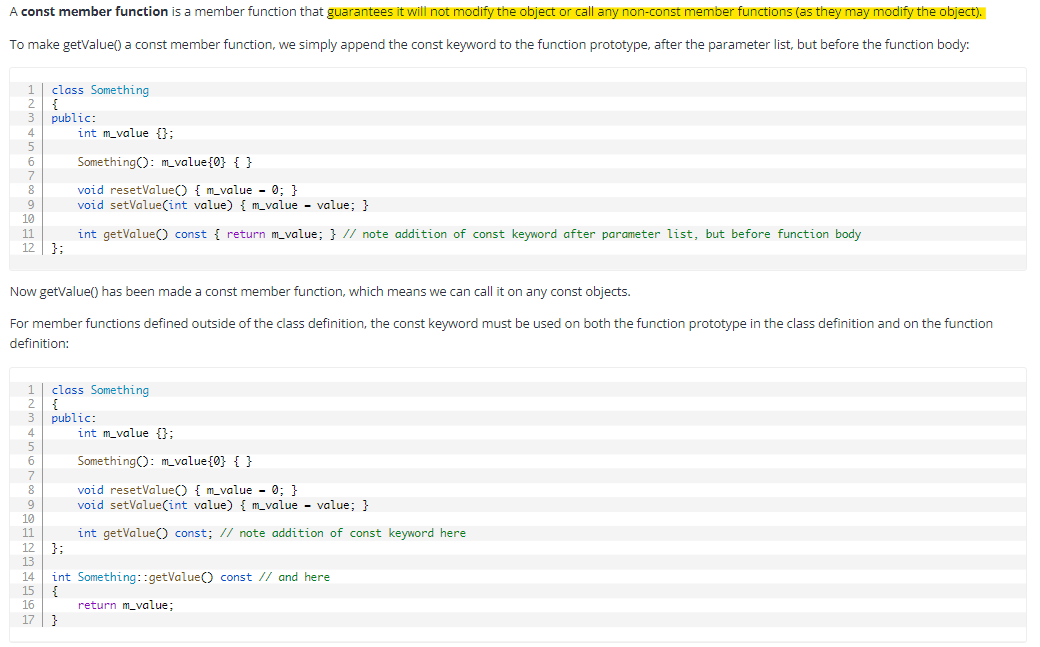 A const member function is a member function that guarantees it will not modify the object or call any non-const member functions (as they may modify the object).
To make getValue() a const member function, we simply append the const keyword to the function prototype, after the parameter list, but before the function body:
1 class Something
2 {
3 public:
4     int m_value {};
5
6     Something(): m_value{0} { }
7
8     void resetValue() { m_value = 0; }
9     void setValue(int value) { m_value = value; }
10
11     int getValue() const { return m_value; } // note addition of const keyword after parameter list, but before function body
12 };
Now getValue() has been made a const member function, which means we can call it on any const objects.
For member functions defined outside of the class definition, the const keyword must be used on both the function prototype in the class definition and on the function
definition:
1 class Something
2 {
3 public:
4     int m_value {};
5
6     Something(): m_value{0} { }
7
8     void resetValue() { m_value = 0; }
9     void setValue(int value) { m_value = value; }
10
11     int getValue() const; // note addition of const keyword here
12 };
13
14 int Something::getValue() const // and here
15 {
16     return m_value;
17 }